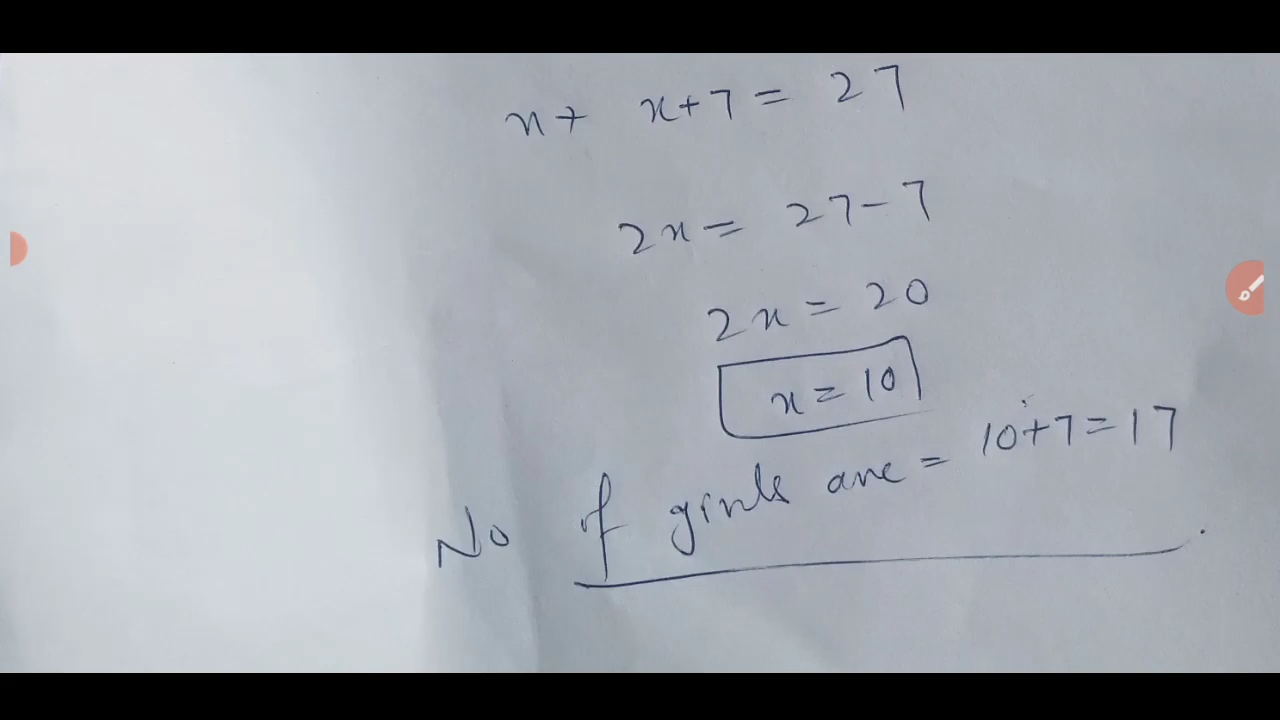 x+ x+7= 27
2x= 27-7
2x = 20
x=10
No of girls are = 10+7=17